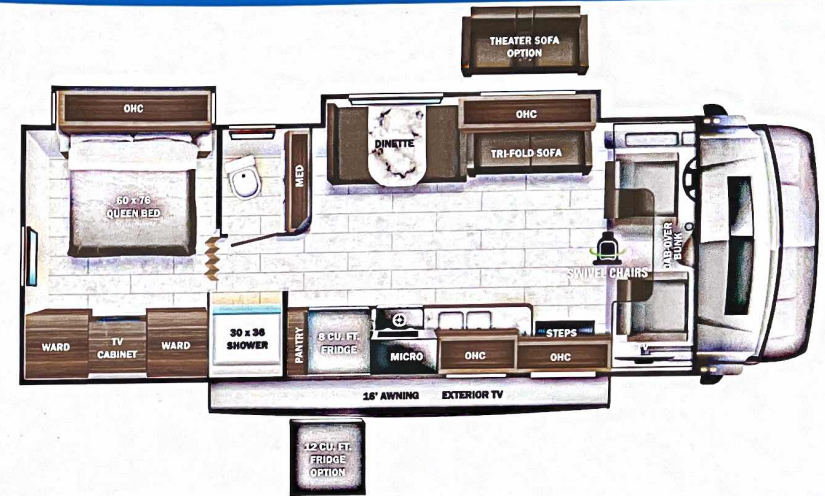 THEATER SOFA
OPTION
OHC
OHC
DINETTE
TRI-FOLD SOFA
MED
60 x 76
QUEEN BED
CAB-OVER
BUNK
SWIVEL CHAIRS
WARD
TV
CABINET
WARD
30 x 36
SHOWER
PANTRY
8 CU. FT.
FRIDGE
MICRO
OHC
STEPS
OHC
TV
16' AWNING
EXTERIOR TV
12 CU. FT.
FRIDGE
OPTION